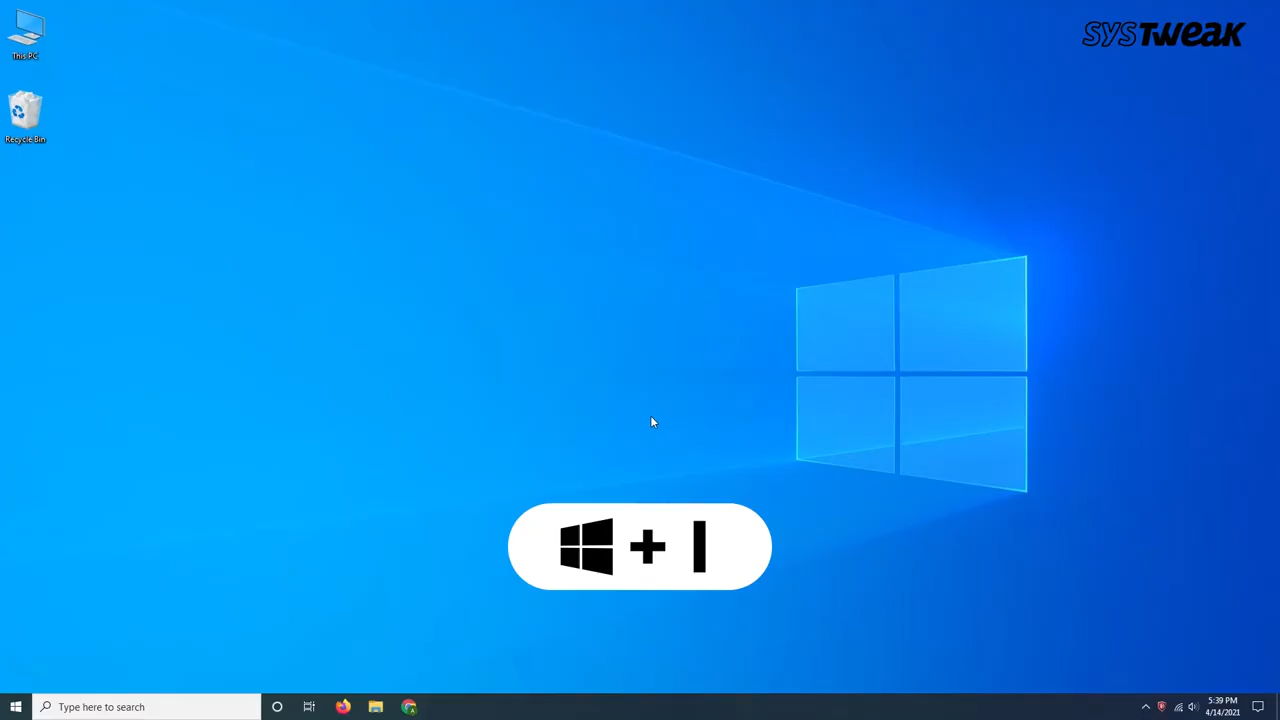 SYSTWEAK
This PC
Recycle Bin
+ I
Type here to search
5:39 PM
4/14/2021